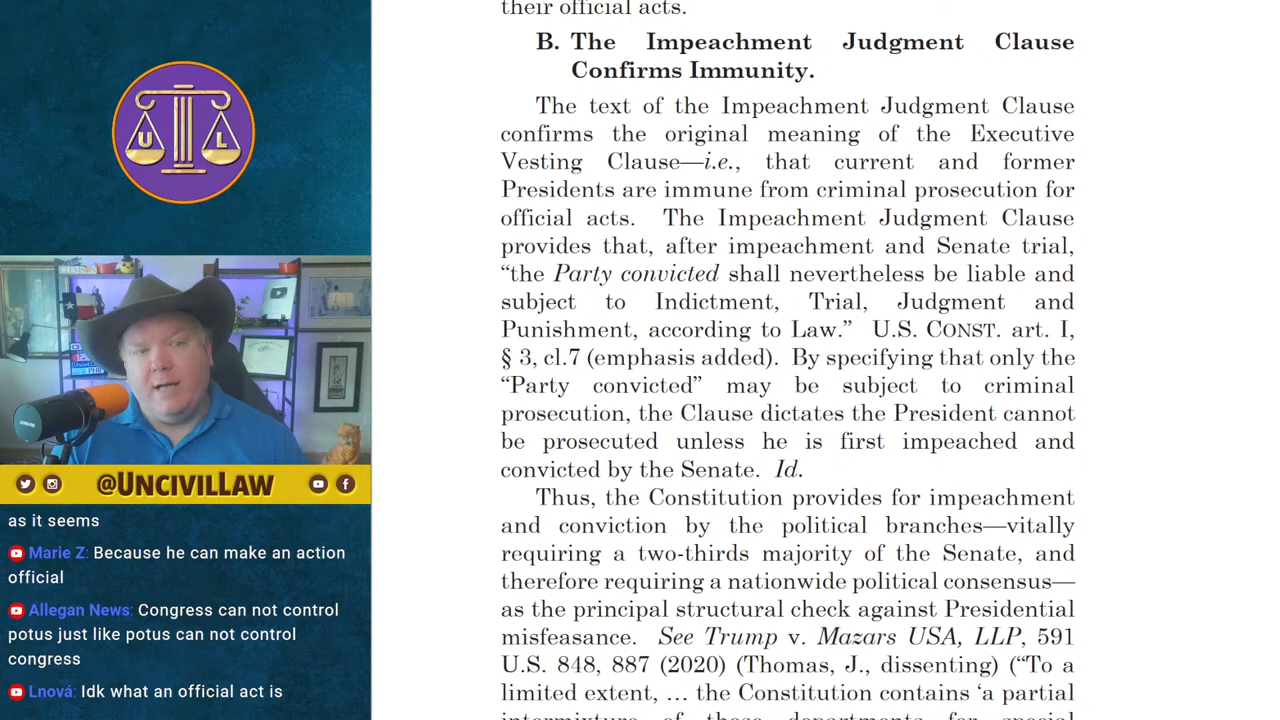 their official acts.
B. The Impeachment Judgment Clause
Confirms Immunity.
The text of the Impeachment Judgment Clause
confirms the original meaning of the Executive
Vesting Clause—i.e., that current and former
Presidents are immune from criminal prosecution for
official acts. The Impeachment Judgment Clause
provides that, after impeachment and Senate trial,
“the Party convicted shall nevertheless be liable and
subject to Indictment, Trial, Judgment and
Punishment, according to Law.” U.S. CONST. art. I,
§ 3, cl.7 (emphasis added). By specifying that only the
“Party convicted” may be subject to criminal
prosecution, the Clause dictates the President cannot
be prosecuted unless he is first impeached and
convicted by the Senate. Id.
Thus, the Constitution provides for impeachment
and conviction by the political branches—vitally
requiring a two-thirds majority of the Senate, and
therefore requiring a nationwide political consensus—
as the principal structural check against Presidential
misfeasance. See Trump v. Mazars USA, LLP, 591
U.S. 848, 887 (2020) (Thomas, J., dissenting) (“To a
limited extent, … the Constitution contains ‘a partial
intermixture of those departments for special
U L
@UNCIVILLAW
as it seems
Marie Z: Because he can make an action
official
Allegan News: Congress can not control
potus just like potus can not control
congress
Lnová: Idk what an official act is